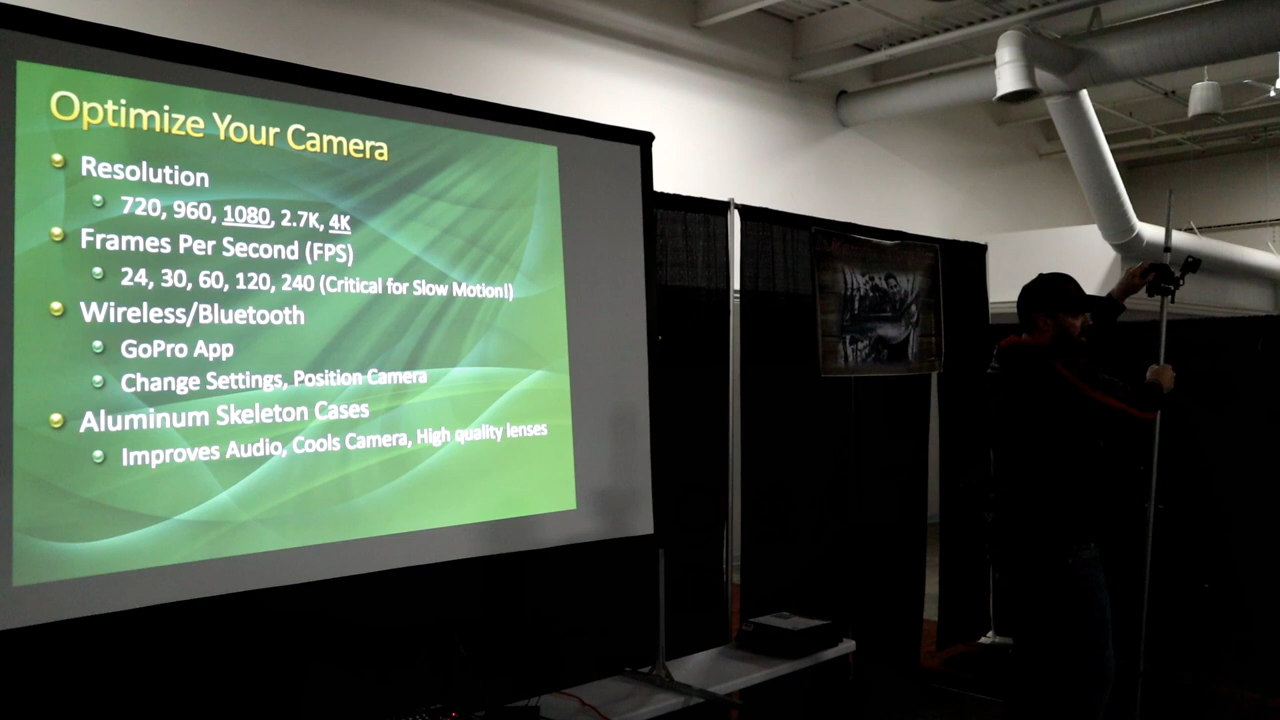 Optimize Your Camera
Resolution
720, 960, 1080, 2.7K, 4K
Frames Per Second (FPS)
24, 30, 60, 120, 240 (Critical for Slow Motion!)
Wireless/Bluetooth
GoPro App
Change Settings, Position Camera
Aluminum Skeleton Cases
Improves Audio, Cools Camera, High quality lenses